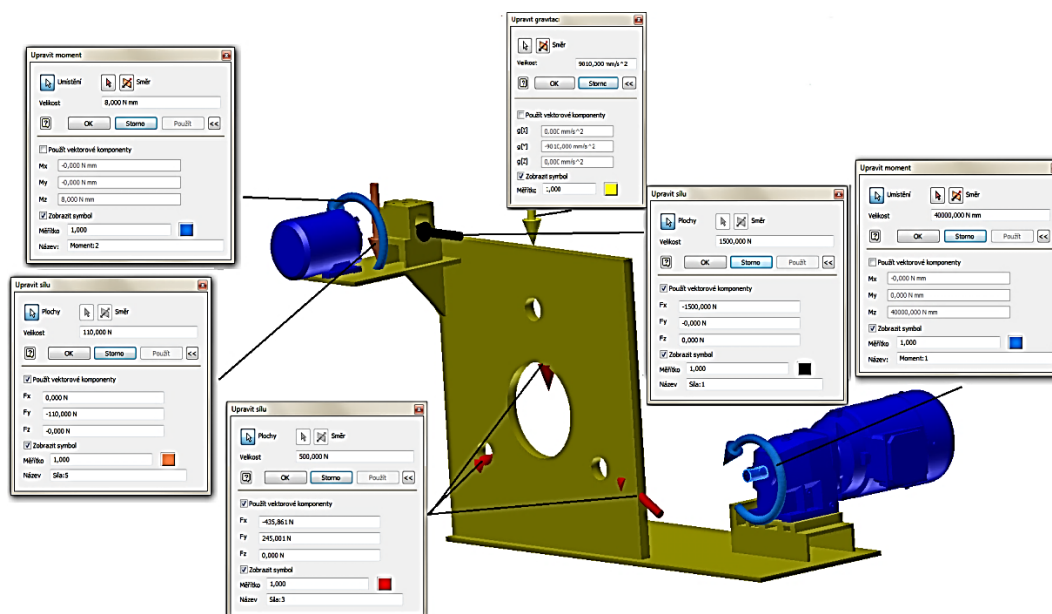 Upravit moment
Umístění
Směr
Velikost
8,000 N mm
OK
Storno
Použít
<<
Použít vektorové komponenty
Mx
-0,000 N mm
My
-0,000 N mm
Mz
8,000 N mm
Zobrazit symbol
Měřítko
1,000
Název:
Moment:2
Upravit gravitac
Směr
Velikost
9810,000 mm/s^2
OK
Storno
<<
Použít vektorové komponenty
g[X]
0,000 mm/s^2
g[Y]
-9810,000 mm/s^2
g[Z]
0,000 mm/s^2
Zobrazit symbol
Měřítko
1,000
Upravit sílu
Plochy
Směr
Velikost
1500,000 N
OK
Storno
Použít
<<
Použít vektorové komponenty
Fx
-1500,000 N
Fy
-0,000 N
Fz
0,000 N
Zobrazit symbol
Měřítko
1,000
Název
Síla:1
Upravit moment
Umístění
Směr
Velikost
40000,000 N mm
OK
Storno
Použít
<<
Použít vektorové komponenty
Mx
-0,000 N mm
My
0,000 N mm
Mz
40000,000 N mm
Zobrazit symbol
Měřítko
1,000
Název:
Moment:1
Upravit sílu
Plochy
Směr
Velikost
110,000 N
OK
Storno
Použít
<<
Použít vektorové komponenty
Fx
0,000 N
Fy
-110,000 N
Fz
-0,000 N
Zobrazit symbol
Měřítko
1,000
Název
Síla:5
Upravit sílu
Plochy
Směr
Velikost
500,000 N
OK
Storno
Použít
<<
Použít vektorové komponenty
Fx
-435,861 N
Fy
245,001 N
Fz
0,000 N
Zobrazit symbol
Měřítko
1,000
Název
Síla:3